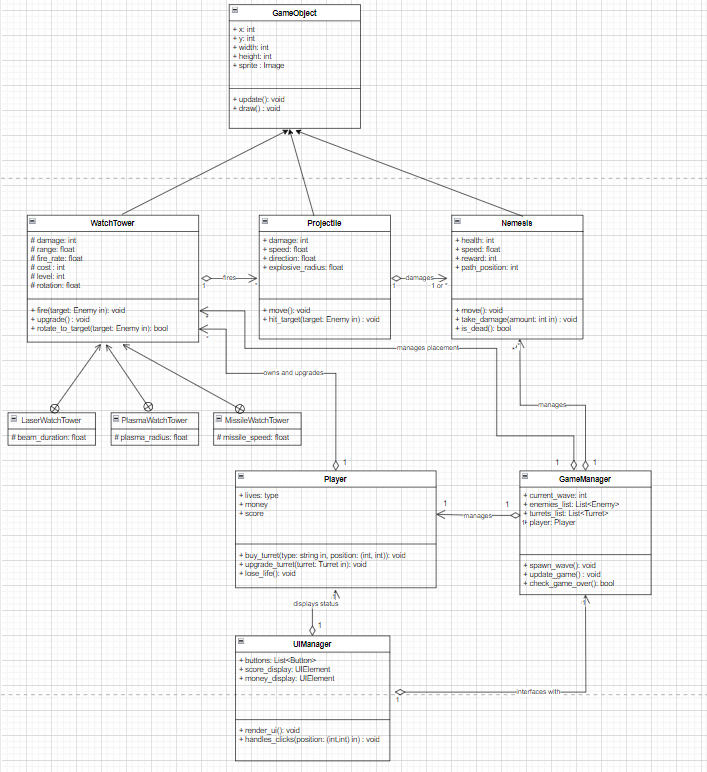 GameObject
+ x: int
+ y: int
+ width: int
+ height: int
+ sprite : Image
+ update(): void
+ draw() : void
WatchTower
# damage: int
# range: float
# fire_rate: float
# cost : int
# level: int
# rotation: float
+ fire(target: Enemy in): void
+ upgrade() : void
+ rotate_to_target(target: Enemy in): bool
1
fires
*
Projectile
+ damage: int
+ speed: float
+ direction: float
+ explosive_radius: float
+ move(): void
+ hit_target(target: Enemy in) : void
1
damages
1 or *
Nemesis
+ health: int
+ speed: float
+ reward: int
+ path_position: int
+ move(): void
+ take_damage(amount: int in) : void
+ is_dead(): bool
*
*
manages placement
owns and upgrades
manages
LaserWatchTower
# beam_duration: float
PlasmaWatchTower
# plasma_radius: float
MissileWatchTower
# missile_speed: float
1
1
1
Player
+ lives: type
+ money
+ score
+ buy_turret(type: string in, position: (int, int)): void
+ upgrade_turret(turret: Turret in): void
+ lose_life(): void
1
manages
1
GameManager
+ current_wave: int
+ enemies_list: List<Enemy>
+ turrets_list: List<Turret>
+ player: Player
+ spawn_wave(): void
+ update_game() : void
+ check_game_over(): bool
1
displays status
1
1
UIManager
+ buttons: List<Button>
+ score_display: UIElement
+ money_display: UIElement
+ render_ui(): void
+ handles_clicks(position: (int,int) in) : void
1
interfaces with